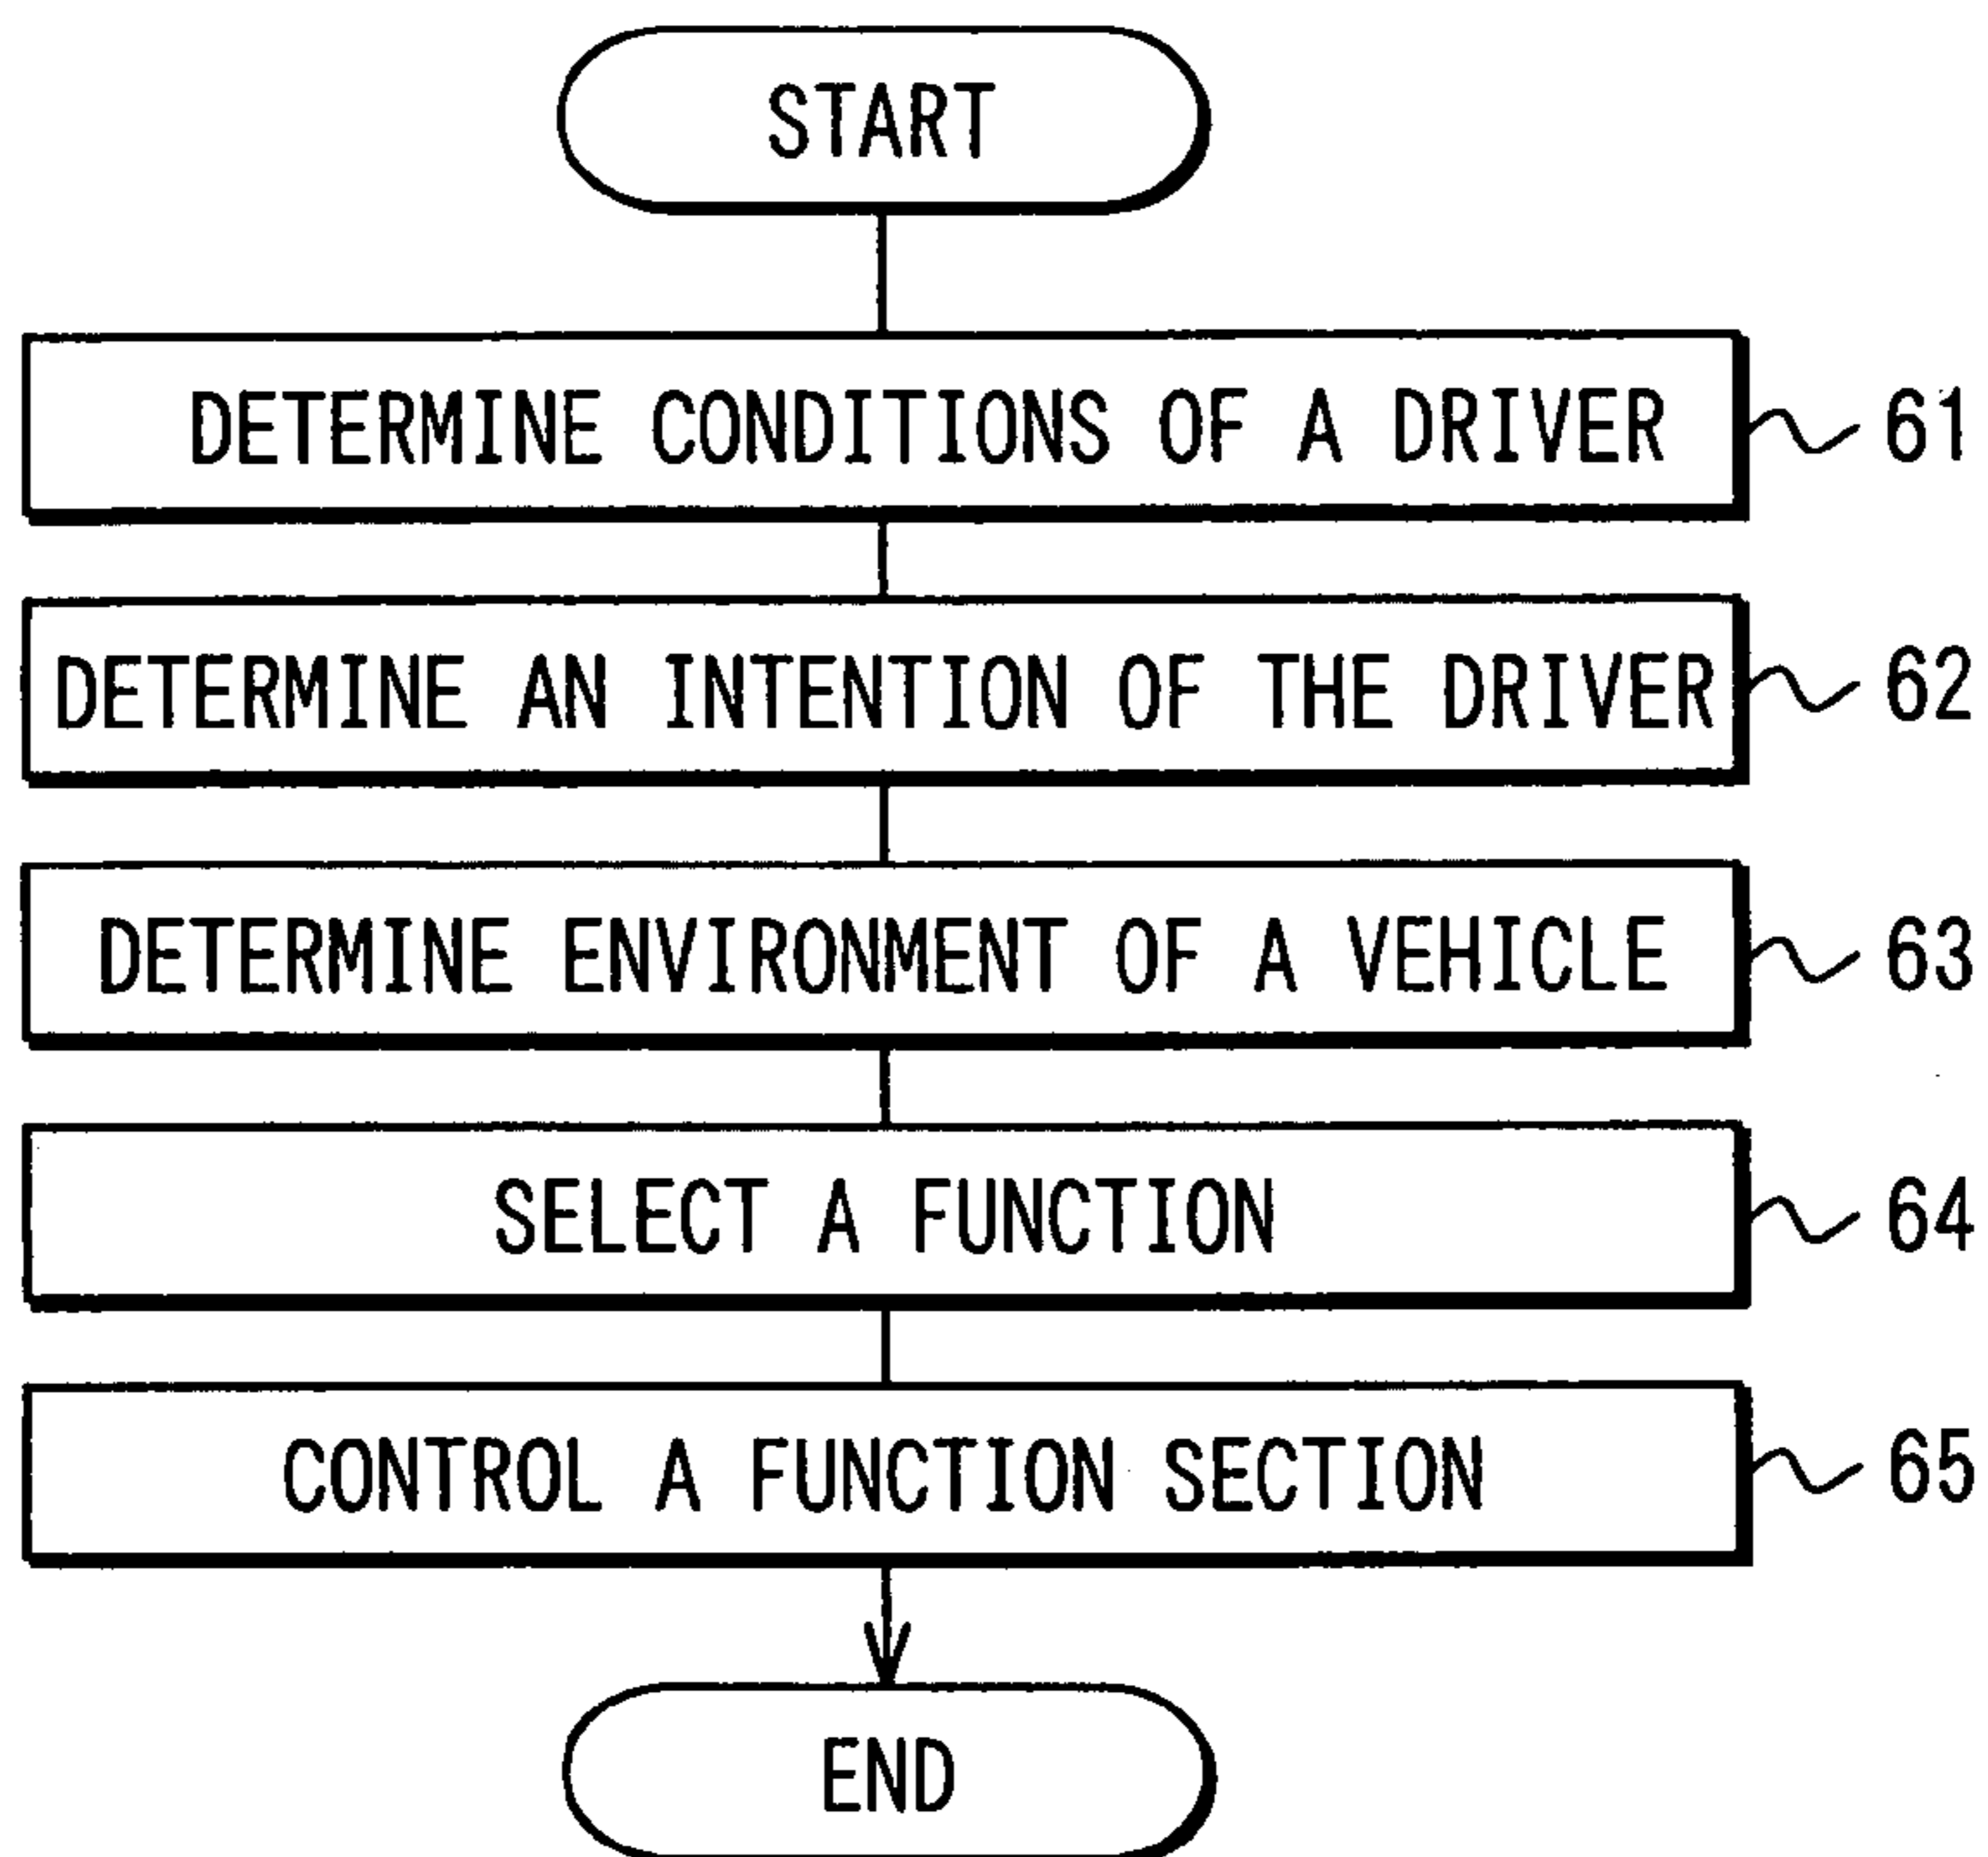 START
DETERMINE CONDITIONS OF A DRIVER 61
DETERMINE AN INTENTION OF THE DRIVER 62
DETERMINE ENVIRONMENT OF A VEHICLE 63
SELECT A FUNCTION 64
CONTROL A FUNCTION SECTION 65
END